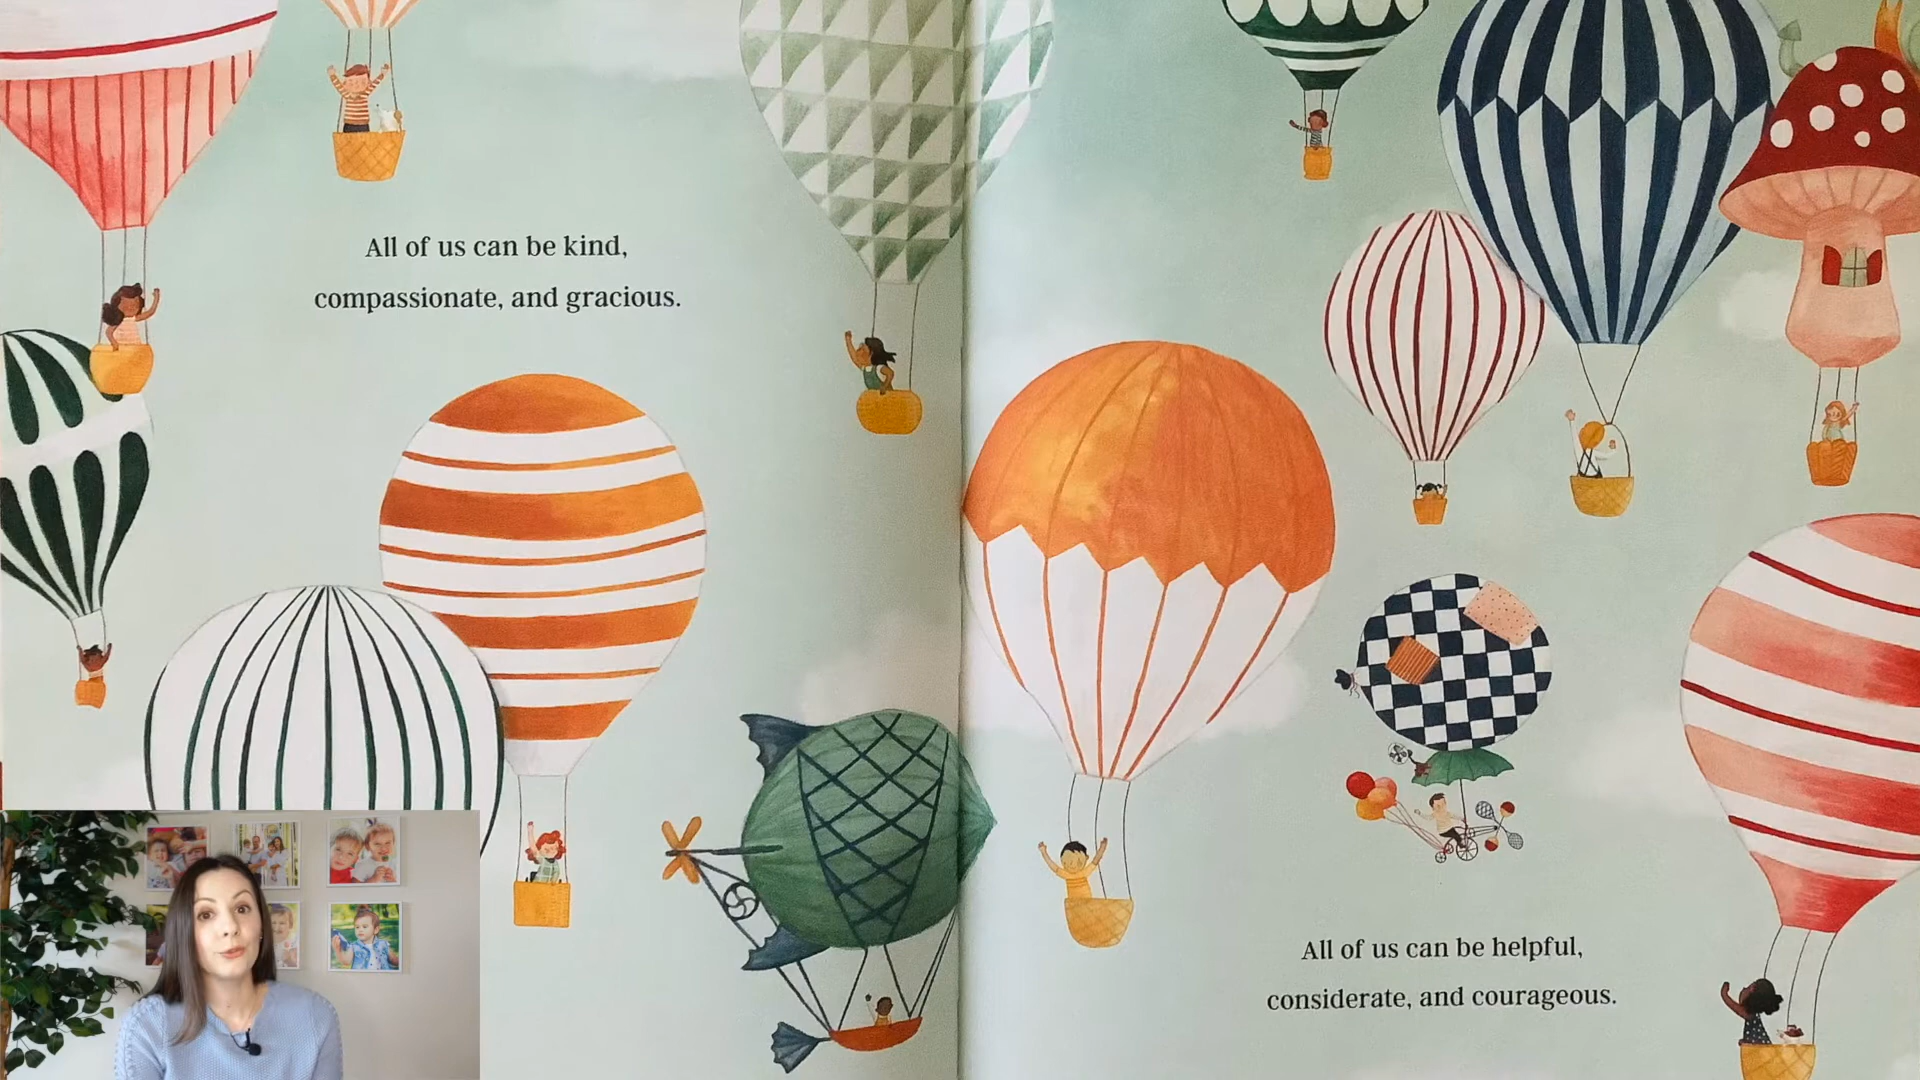 All of us can be kind,
compassionate, and gracious.
All of us can be helpful,
considerate, and courageous.